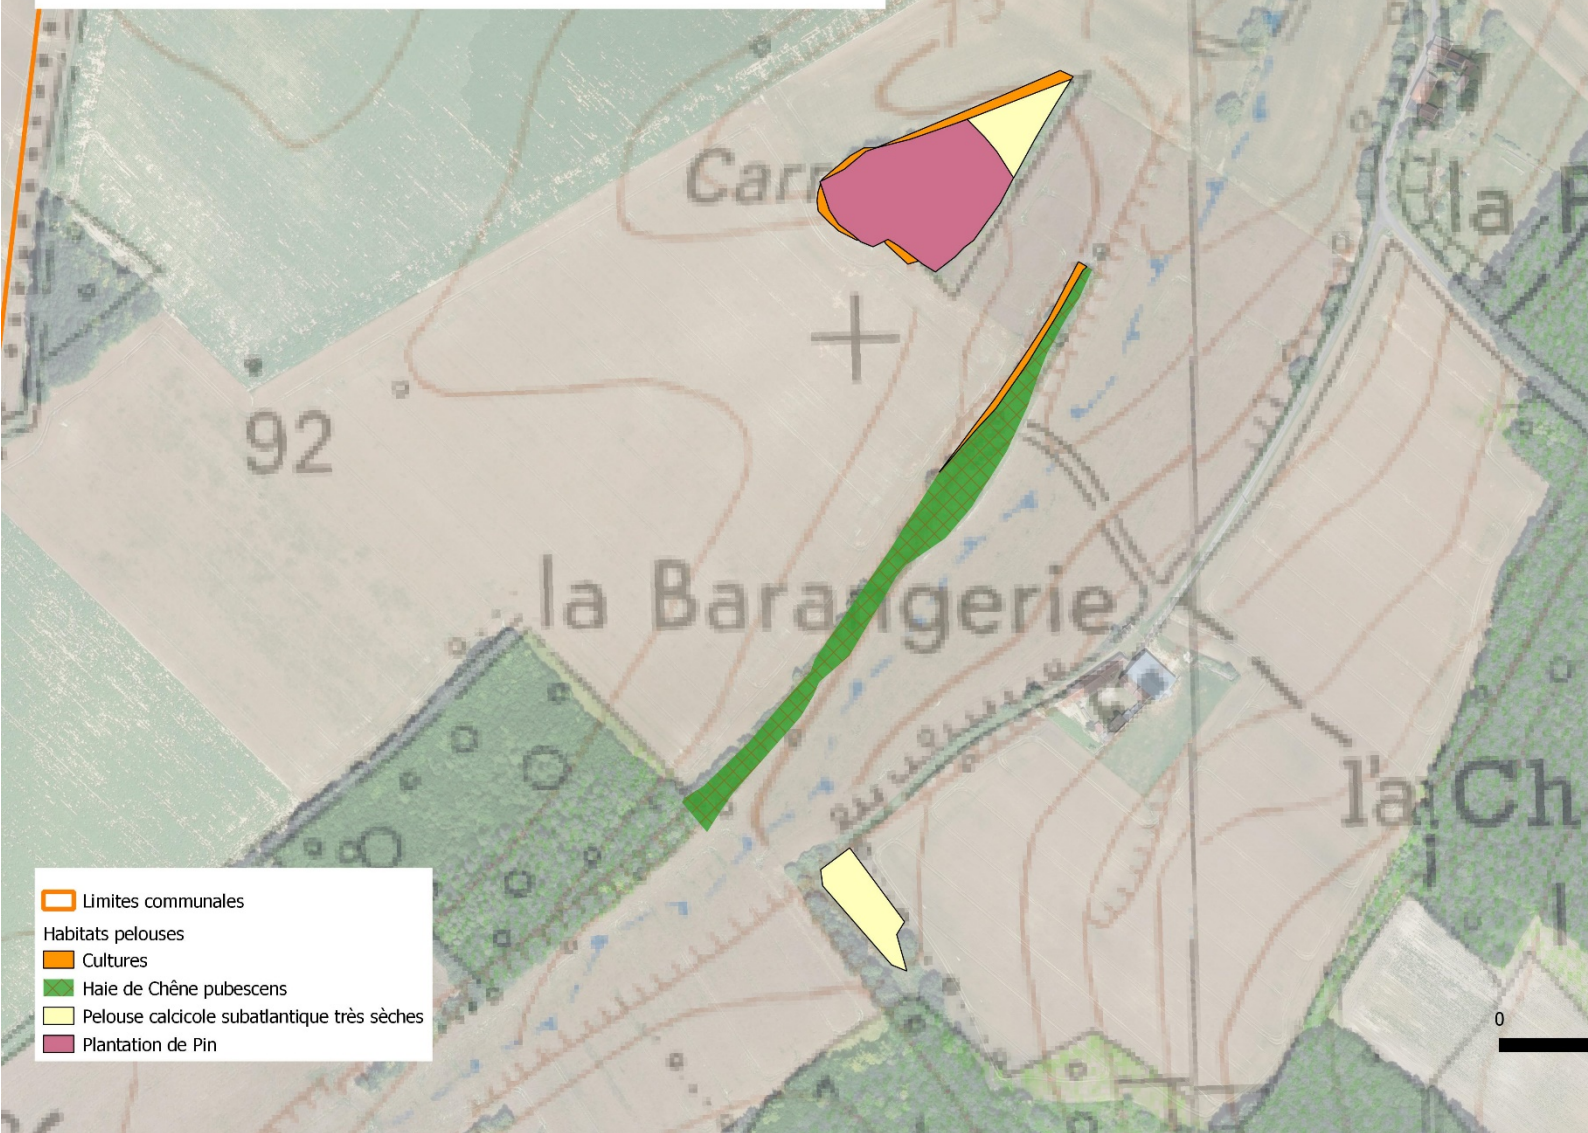 Carr
la
92
la Barangerie
la Ch
Limites communales
Habitats pelouses
Cultures
Haie de Chêne pubescens
Pelouse calcicole subatlantique très sèches
Plantation de Pin
0